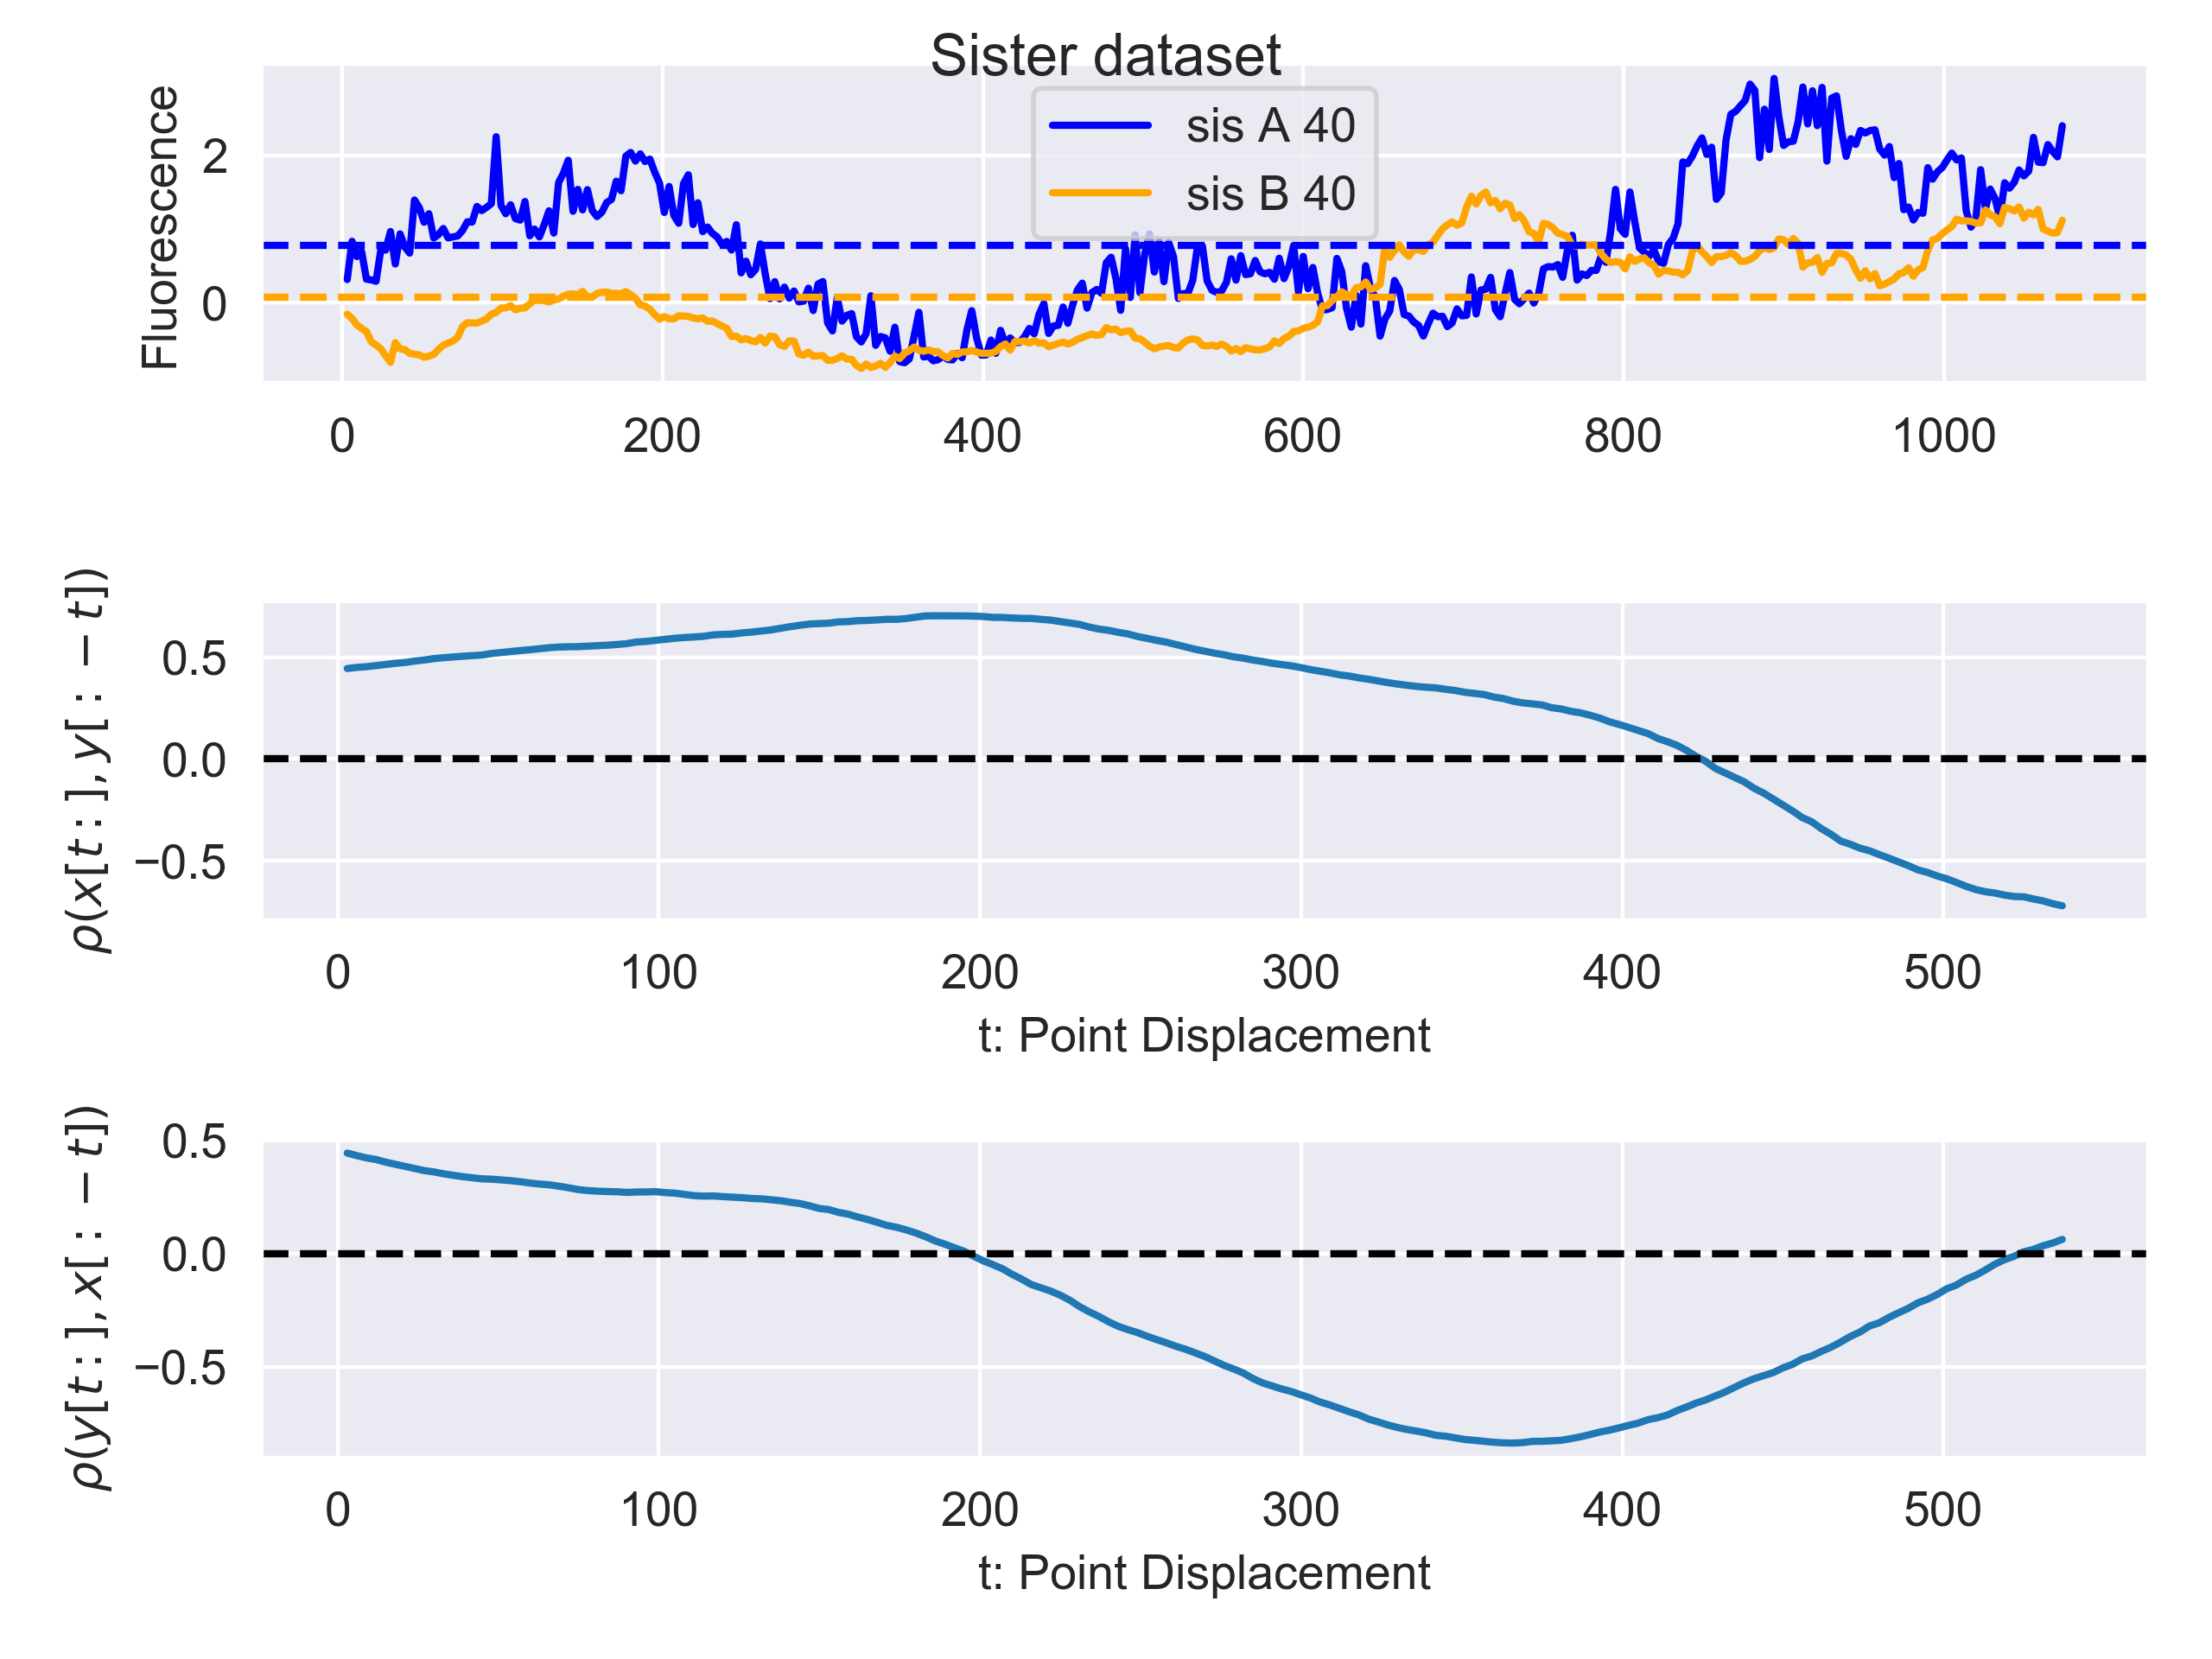 Sister dataset
Fluorescence
2
0
sis A 40
sis B 40
0 200 400 600 800 1000
ρ(x[t:],y[:−t])
0.5
0.0
−0.5
0 100 200 300 400 500
t: Point Displacement
ρ(y[t:],x[:−t])
0.5
0.0
−0.5
0 100 200 300 400 500
t: Point Displacement